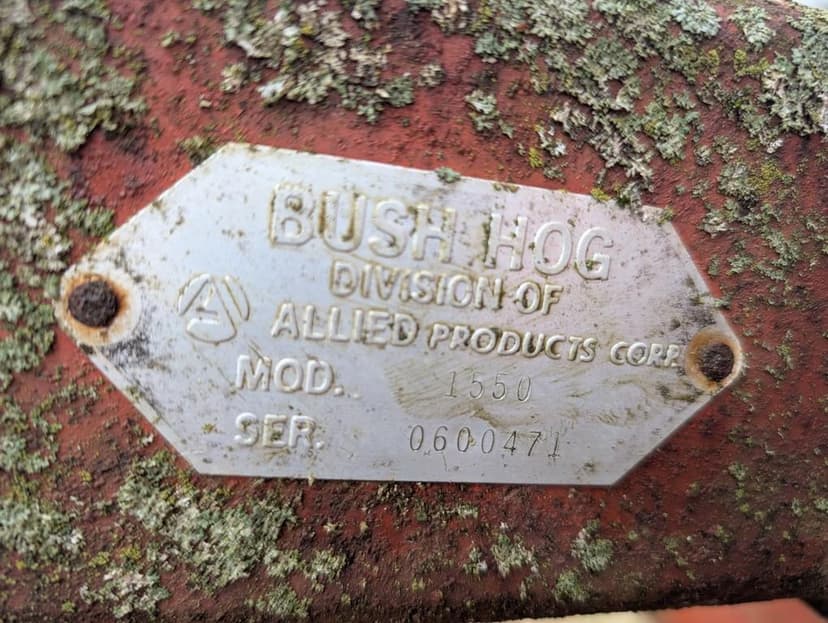 BUSH HOG
DIVISION OF
ALLIED PRODUCTS CORP.
MOD. 1550
SER. 0600471